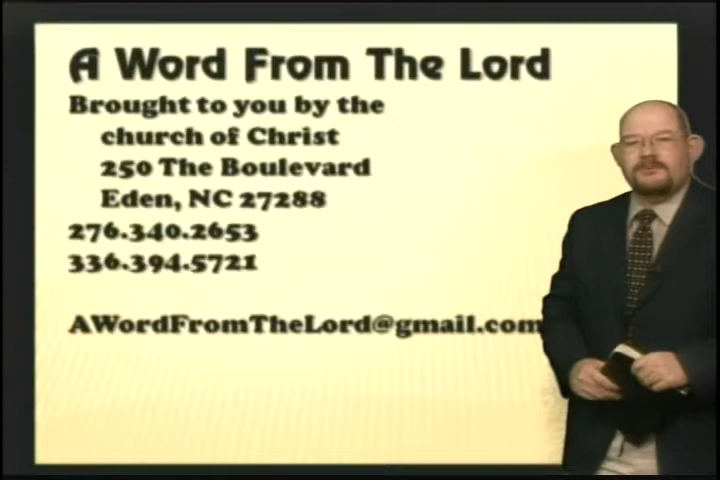 A Word From The Lord
Brought to you by the
church of Christ
250 The Boulevard
Eden, NC 27288
276.340.2653
336.394.5721
AWordFromTheLord@gmail.com